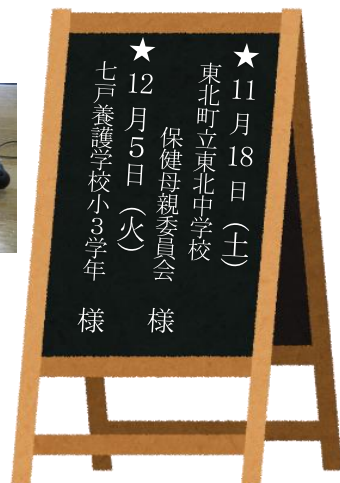 ★11月18日（土）
東北町立東北中学校
保健母親委員会　様
★12月5日（火）
七戸養護学校小３学年　様